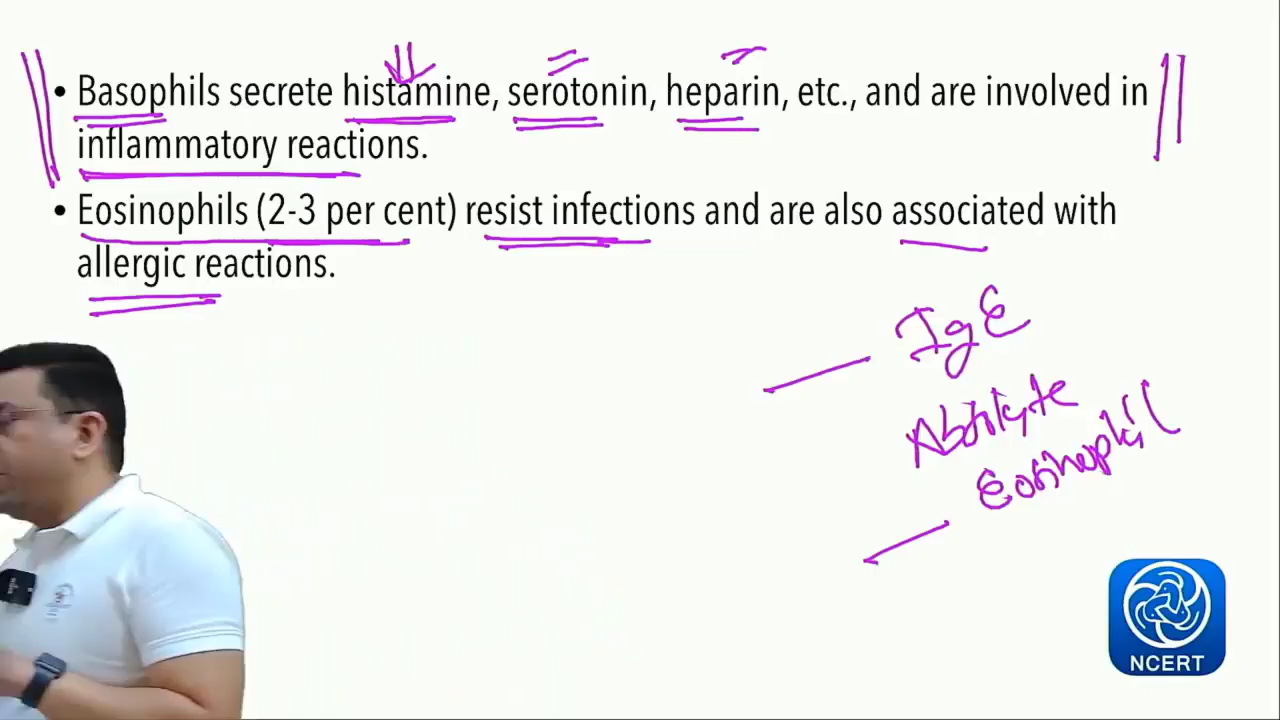 • Basophils secrete histamine, serotonin, heparin, etc., and are involved in
inflammatory reactions.
• Eosinophils (2-3 per cent) resist infections and are also associated with
allergic reactions.
IgE
Absolute
Eosinophil
NCERT